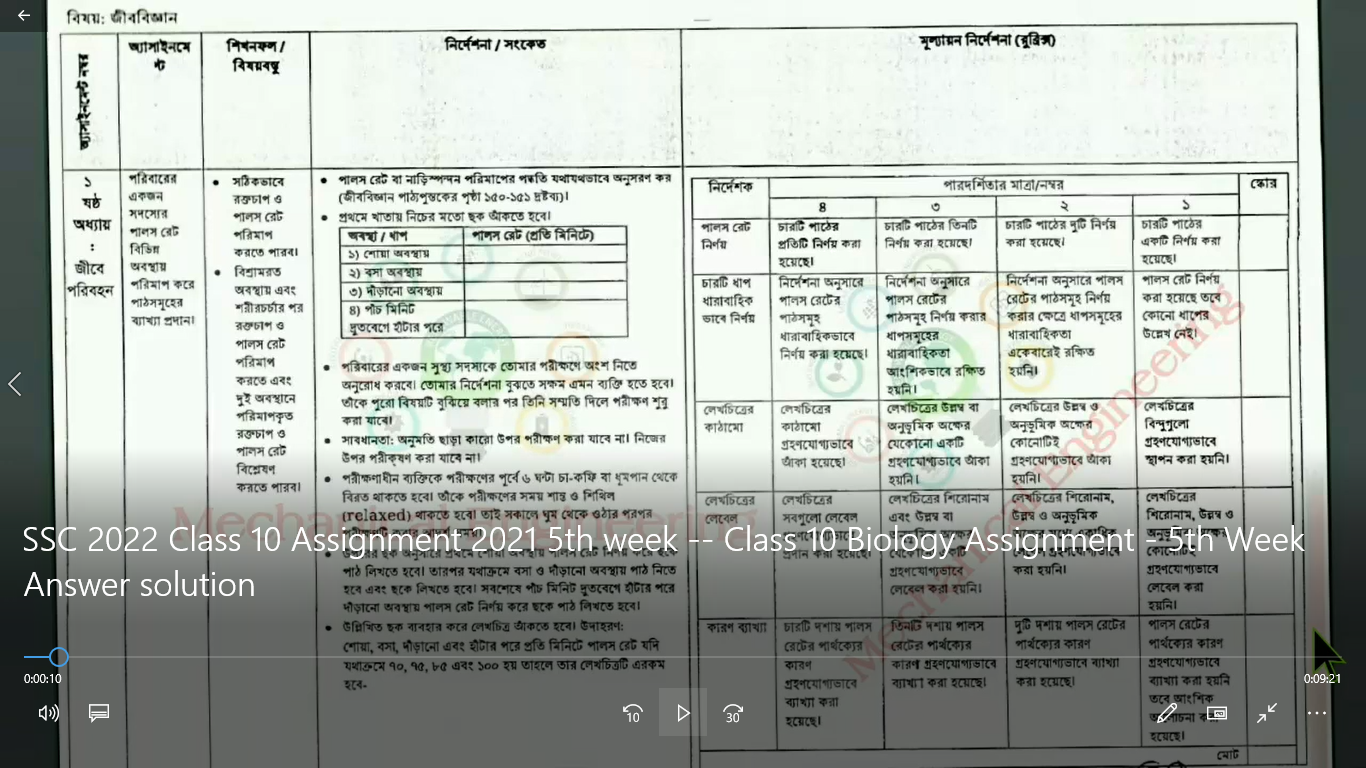 বিষয়: জীববিজ্ঞান
অ্যাসাইনমেন্ট নম্বর
অ্যাসাইনমে
ন্ট
শিখনফল /
বিষয়বস্তু
নির্দেশনা / সংকেত
মূল্যায়ন নির্দেশনা (রুব্রিক্স)
১
ষষ্ঠ
অধ্যায়
:
জীবে
পরিবহন
পরিবারের
একজন
সদস্যের
পালস রেট
বিভিন্ন
অবস্থায়
পরিমাপ করে
পাঠসমূহের
ব্যাখ্যা প্রদান।
• সঠিকভাবে
রক্তচাপ ও
পালস রেট
পরিমাপ
করতে পারব।
• বিশ্রামরত
অবস্থায় এবং
শরীরচর্চার পর
রক্তচাপ ও
পালস রেট
পরিমাপ
করতে এবং
দুই অবস্থানে
পরিমাপকৃত
রক্তচাপ ও
পালস রেট
বিশ্লেষণ
করতে পারব।
• পালস রেট বা নাড়িস্পন্দন পরিমাপের পদ্ধতি যথাযথভাবে অনুসরণ কর
(জীববিজ্ঞান পাঠ্যপুস্তকের পৃষ্ঠা ১৫০-১৫১ দ্রষ্টব্য)।
• প্রথমে খাতায় নিচের মতো ছক আঁকতে হবে।
অবস্থা / ধাপ পালস রেট (প্রতি মিনিটে)
১) শোয়া অবস্থায়
২) বসা অবস্থায়
৩) দাঁড়ানো অবস্থায়
৪) পাঁচ মিনিট
দ্রুতবেগে হাঁটার পরে
• পরিবারের একজন সুস্থ্য সদস্যকে তোমার পরীক্ষণে অংশ নিতে
অনুরোধ করবে। তোমার নির্দেশনা বুঝতে সক্ষম এমন ব্যক্তি হতে হবে।
তাঁকে পুরো বিষয়টি বুঝিয়ে বলার পর তিনি সম্মতি দিলে পরীক্ষণ শুরু
করা যাবে।
• সাবধানতা: অনুমতি ছাড়া কারো উপর পরীক্ষণ করা যাবে না। নিজের
উপর পরীক্ষণ করা যাবে না।
• পরীক্ষণাধীন ব্যক্তিকে পরীক্ষণের পূর্বে ৬ ঘন্টা চা-কফি বা ধূমপান থেকে
বিরত থাকতে হবে। তাঁকে পরীক্ষণের সময় শান্ত ও শিথিল
(relaxed) থাকতে হবে। তাই সকালে ঘুম থেকে ওঠার পরপর
পাঠ লিখতে হবে। তারপর যথাক্রমে বসা ও দাঁড়ানো অবস্থায় পাঠ নিতে
হবে এবং ছকে লিখতে হবে। সবশেষে পাঁচ মিনিট দ্রুতবেগে হাঁটার পরে
দাঁড়ানো অবস্থায় পালস রেট নির্ণয় করে ছকে পাঠ লিখতে হবে।
• উল্লিখিত ছক ব্যবহার করে লেখচিত্র আঁকতে হবে। উদাহরণ:
শোয়া, বসা, দাঁড়ানো এবং হাঁটার পরে প্রতি মিনিটে পালস রেট যদি
যথাক্রমে ৭০, ৭৫, ৮৫ এবং ১০০ হয় তাহলে তার লেখচিত্রটি এরকম
হবে-
নির্দেশক পারদর্শিতার মাত্রা/নম্বর স্কোর
৪ ৩ ২ ১
পালস রেট
নির্ণয়
চারটি পাঠের
প্রতিটি নির্ণয় করা
হয়েছে।
চারটি পাঠের তিনটি
নির্ণয় করা হয়েছে।
চারটি পাঠের দুটি নির্ণয়
করা হয়েছে।
চারটি পাঠের
একটি নির্ণয় করা
হয়েছে।
চারটি ধাপ
ধারাবাহিক
ভাবে নির্ণয়
নির্দেশনা অনুসারে
পালস রেটের
পাঠসমূহ
ধারাবাহিকভাবে
নির্ণয় করা হয়েছে।
নির্দেশনা অনুসারে
পালস রেটের
পাঠসমূহ নির্ণয় করার
ধাপসমূহের
ধারাবাহিকতা
আংশিকভাবে রক্ষিত
হয়নি।
নির্দেশনা অনুসারে পালস
রেটের পাঠসমূহ নির্ণয়
করার ক্ষেত্রে ধাপসমূহের
ধারাবাহিকতা
একেবারেই রক্ষিত
হয়নি।
পালস রেট নির্ণয়
করা হয়েছে তবে
কোনো ধাপের
উল্লেখ নেই।
লেখচিত্রের
কাঠামো
লেখচিত্রের
কাঠামো
গ্রহণযোগ্যভাবে
আঁকা হয়েছে।
লেখচিত্রের উল্লম্ব বা
অনুভূমিক অক্ষের
যেকোনো একটি
গ্রহণযোগ্যভাবে আঁকা
হয়নি।
লেখচিত্রের উল্লম্ব ও
অনুভূমিক অক্ষের
কোনোটিই
গ্রহণযোগ্যভাবে আঁকা
হয়নি।
লেখচিত্রের
বিন্দুগুলো
গ্রহণযোগ্যভাবে
স্থাপন করা হয়নি।
লেখচিত্রের
লেবেল
লেখচিত্রের
সবগুলো লেবেল
লেখচিত্রের শিরোনাম
এবং উল্লম্ব বা
গ্রহণযোগ্যভাবে
লেবেল করা হয়নি।
লেখচিত্রের শিরোনাম,
উল্লম্ব ও অনুভূমিক
করা হয়নি।
লেখচিত্রের
শিরোনাম, উল্লম্ব ও
গ্রহণযোগ্যভাবে
লেবেল করা
হয়নি।
কারণ ব্যাখ্যা
চারটি দশায় পালস
রেটের পার্থক্যের
কারণ
গ্রহণযোগ্যভাবে
ব্যাখ্যা করা
হয়েছে।
তিনটি দশায় পালস
রেটের পার্থক্যের
কারণ গ্রহণযোগ্যভাবে
ব্যাখ্যা করা হয়েছে।
দুটি দশায় পালস রেটের
পার্থক্যের কারণ
গ্রহণযোগ্যভাবে ব্যাখ্যা
করা হয়েছে।
পালস রেটের
পার্থক্যের কারণ
গ্রহণযোগ্যভাবে
ব্যাখ্যা করা হয়নি
তবে আংশিক
হয়েছে।
মোট
Mechanical Engineering
Mechanical Engineering
SSC 2022 Class 10 Assignment 2021 5th week -- Class 10 Biology Assignment - 5th Week
Answer solution
0:00:10
0:09:21
10
30